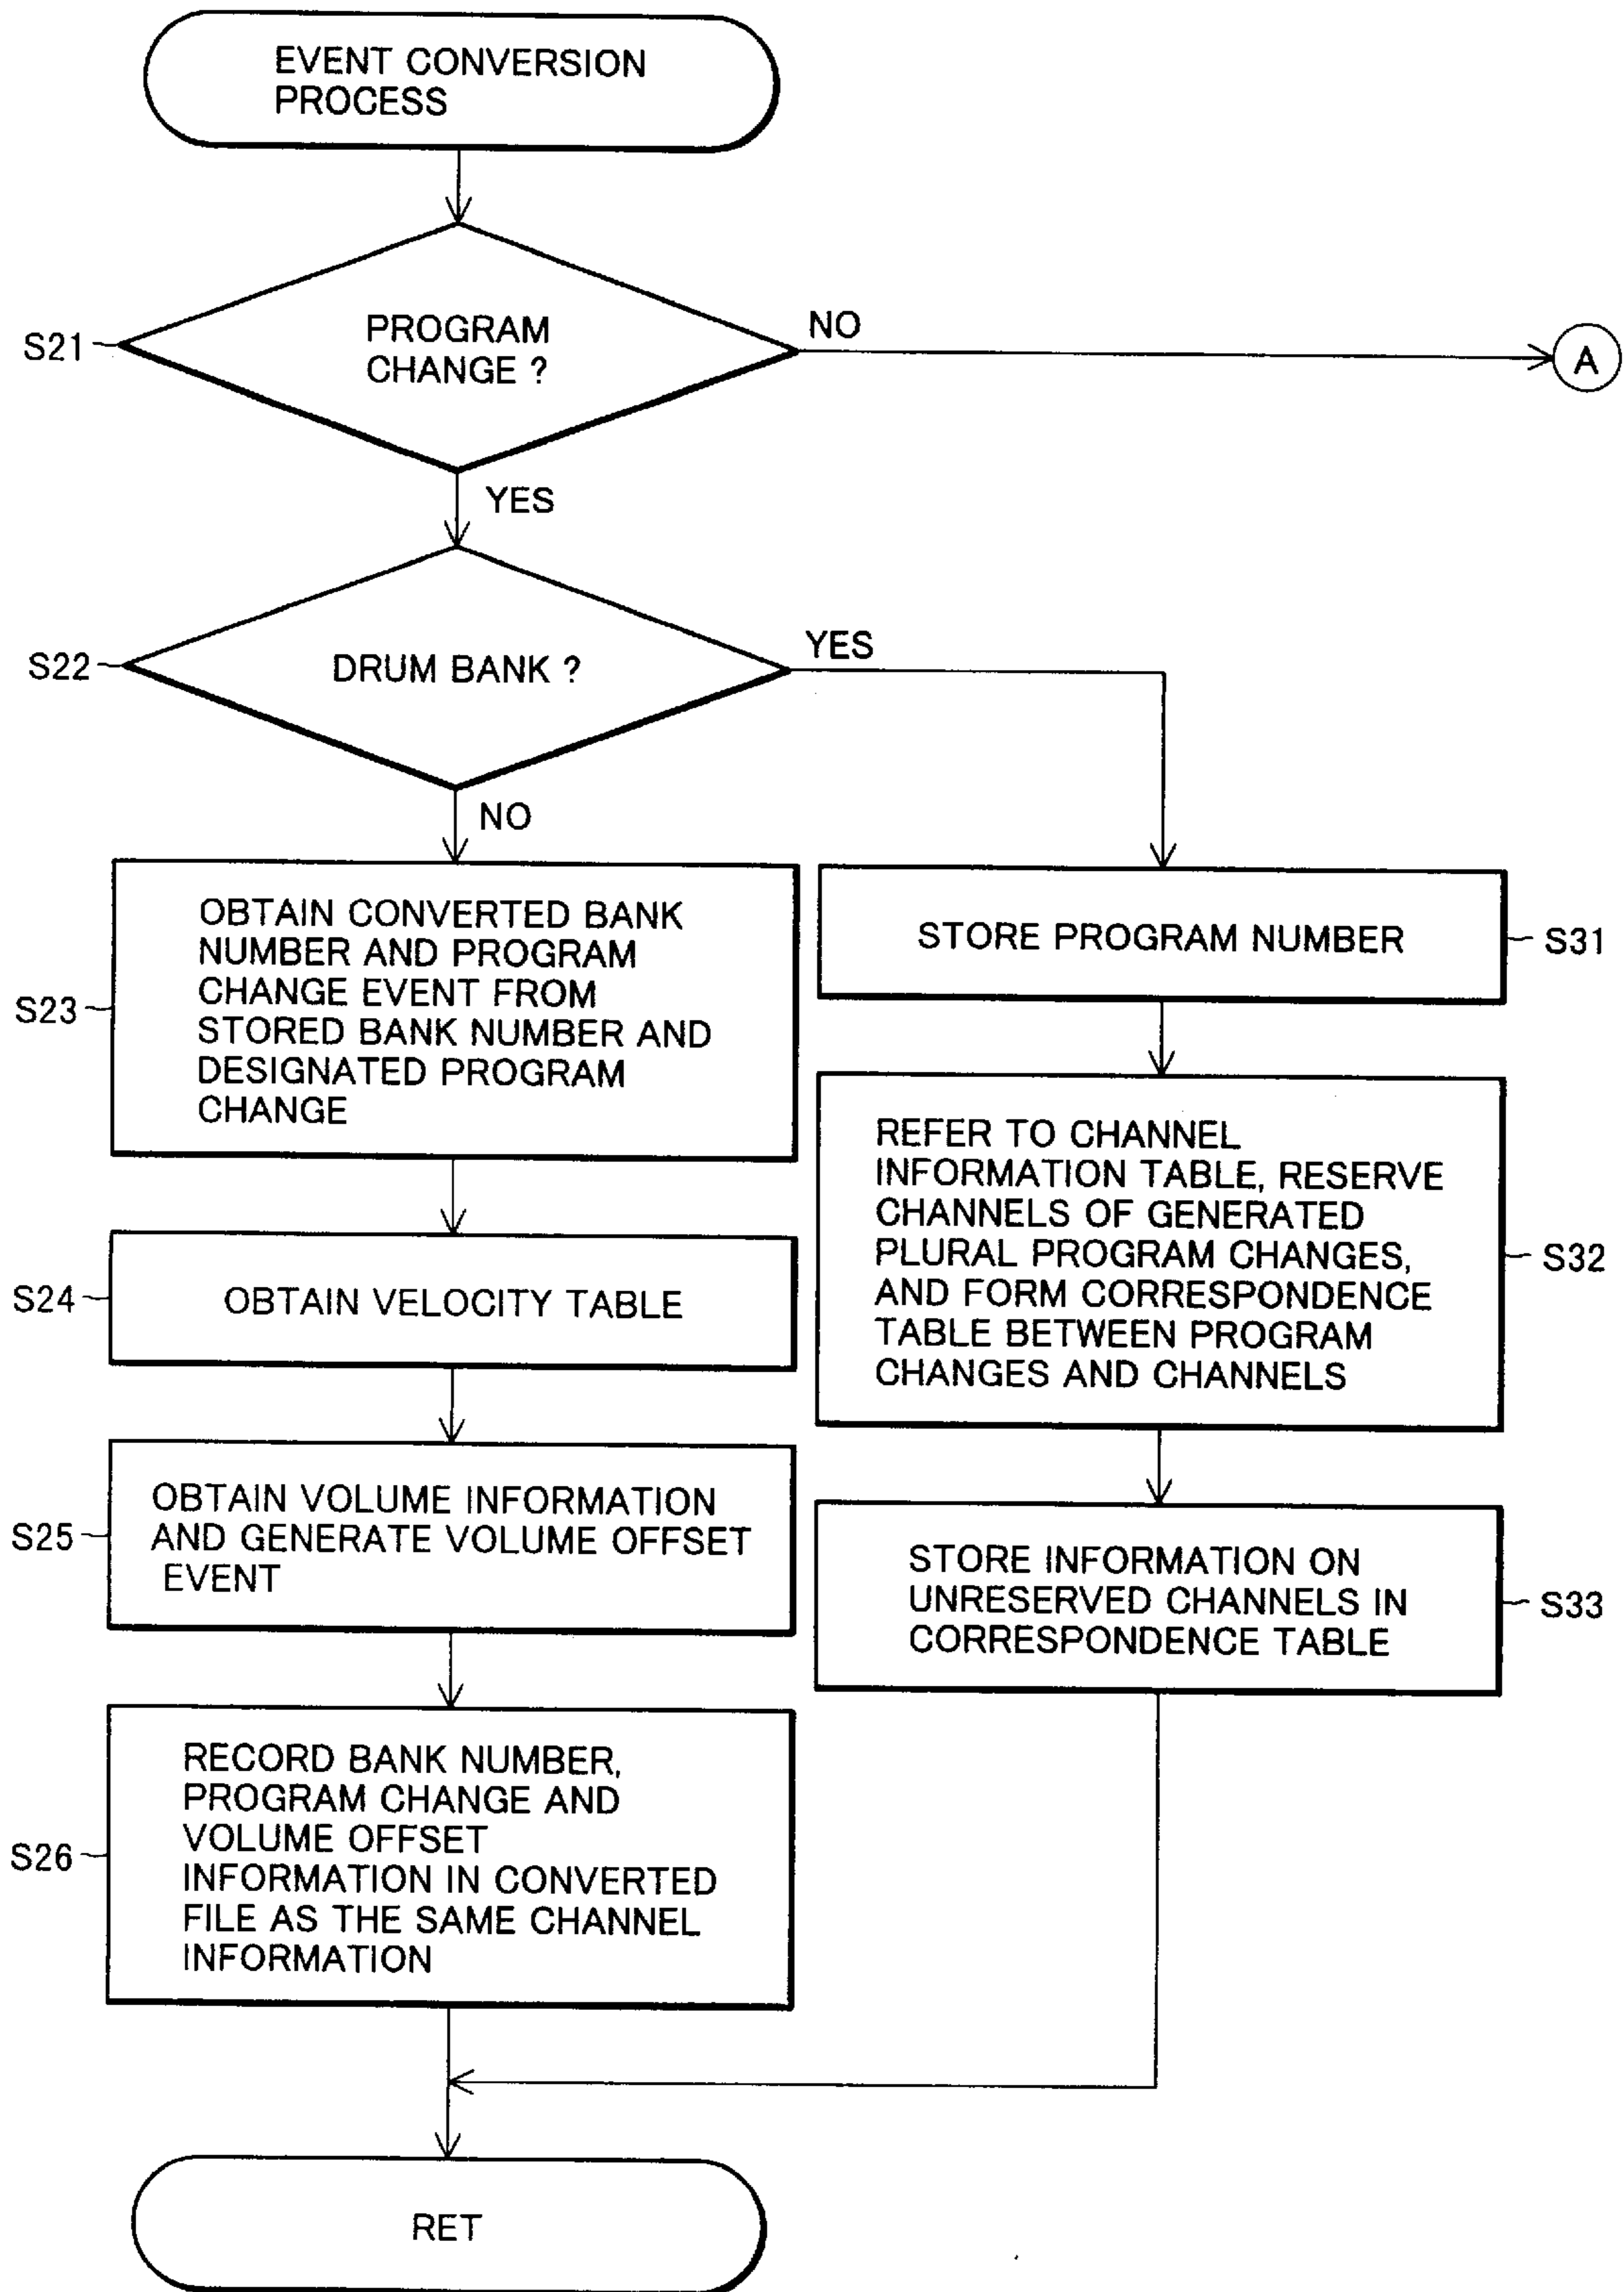 EVENT CONVERSION
PROCESS
S21
PROGRAM
CHANGE ?
NO
A
YES
S22
DRUM BANK ?
YES
NO
S23
OBTAIN CONVERTED BANK
NUMBER AND PROGRAM
CHANGE EVENT FROM
STORED BANK NUMBER AND
DESIGNATED PROGRAM
CHANGE
S24
OBTAIN VELOCITY TABLE
S25
OBTAIN VOLUME INFORMATION
AND GENERATE VOLUME OFFSET
EVENT
S26
RECORD BANK NUMBER,
PROGRAM CHANGE AND
VOLUME OFFSET
INFORMATION IN CONVERTED
FILE AS THE SAME CHANNEL
INFORMATION
STORE PROGRAM NUMBER
S31
REFER TO CHANNEL
INFORMATION TABLE, RESERVE
CHANNELS OF GENERATED
PLURAL PROGRAM CHANGES,
AND FORM CORRESPONDENCE
TABLE BETWEEN PROGRAM
CHANGES AND CHANNELS
S32
STORE INFORMATION ON
UNRESERVED CHANNELS IN
CORRESPONDENCE TABLE
S33
RET